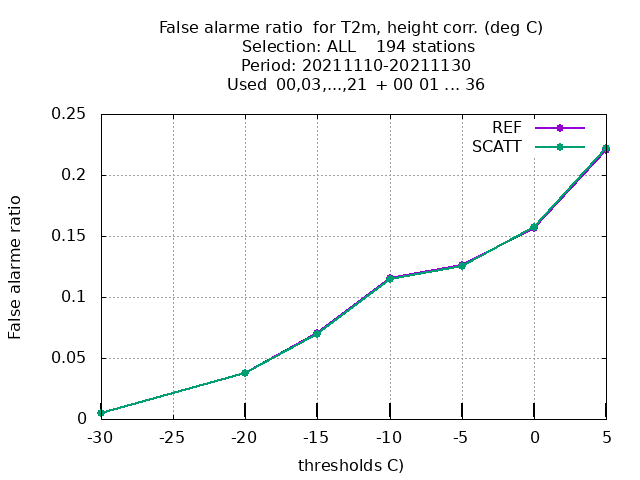 False alarme ratio  for T2m, height corr. (deg C)
Selection: ALL    194 stations
Period: 20211110-20211130
Used  00,03,...,21  + 00 01 ... 36
0.25
REF
SCATT
0.2
0.15
0.1
0.05
0
False alarme ratio
-30
-25
-20
-15
-10
-5
0
5
thresholds C)